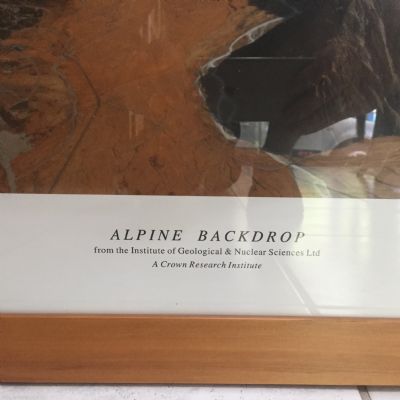 ALPINE BACKDROP
from the Institute of Geological & Nuclear Sciences Ltd
A Crown Research Institute